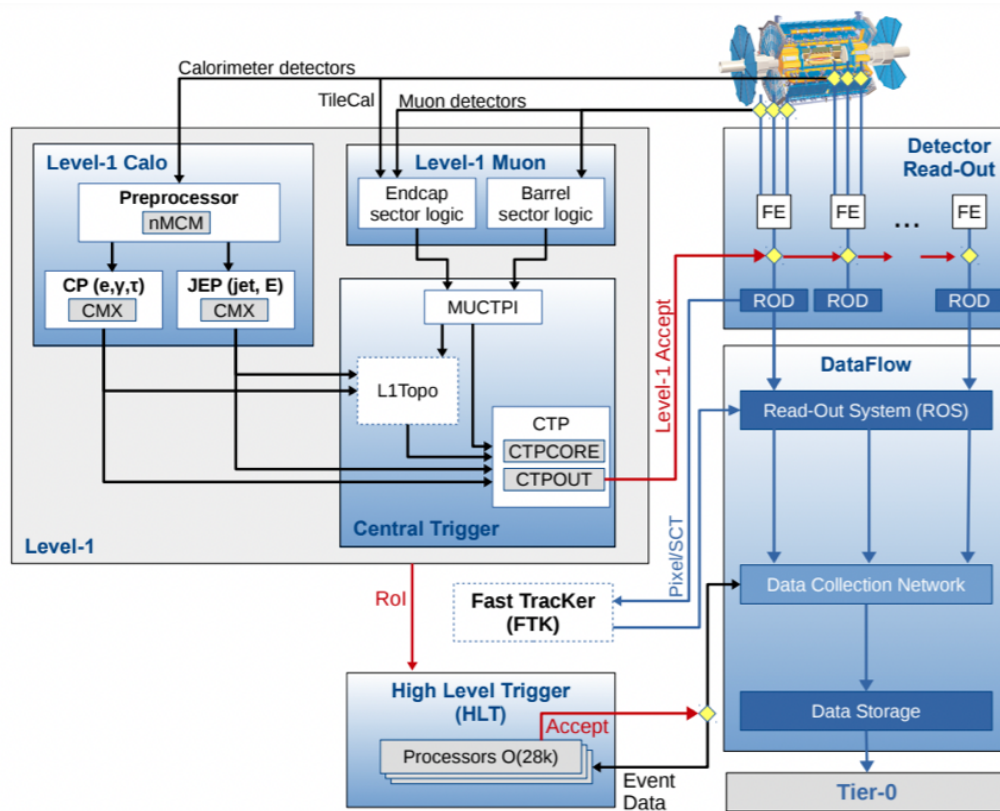 Calorimeter detectors
TileCal
Muon detectors
Level-1 Calo
Preprocessor
nMCM
CP (e,γ,τ)
CMX
JEP (jet, E)
CMX
Level-1 Muon
Endcap
sector logic
Barrel
sector logic
MUCTPI
L1Topo
CTP
CTPCORE
CTPOUT
Central Trigger
Level-1
Level-1 Accept
Detector
Read-Out
FE
FE
...
FE
ROD
ROD
ROD
DataFlow
Read-Out System (ROS)
Pixel/SCT
Data Collection Network
Data Storage
Tier-0
RoI
Fast TracKer
(FTK)
High Level Trigger
(HLT)
Accept
Processors O(28k)
Event
Data